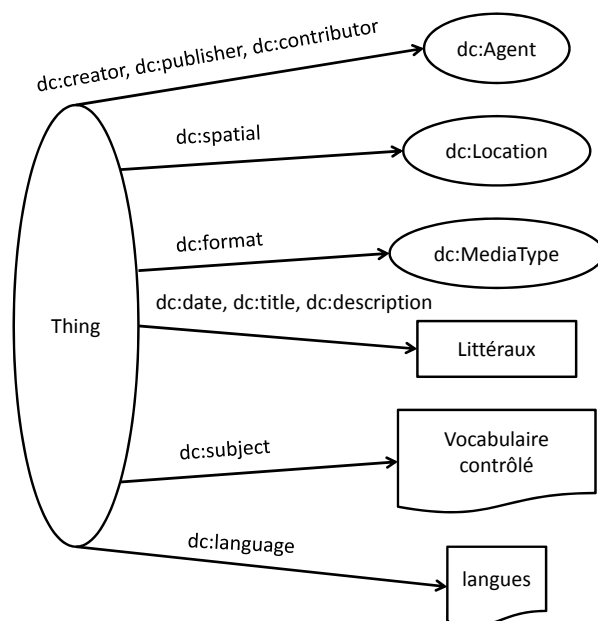 dc:creator, dc:publisher, dc:contributor
dc:Agent
dc:spatial
dc:Location
dc:format
dc:MediaType
dc:date, dc:title, dc:description
Thing
Littéraux
dc:subject
Vocabulaire
contrôlé
dc:language
langues